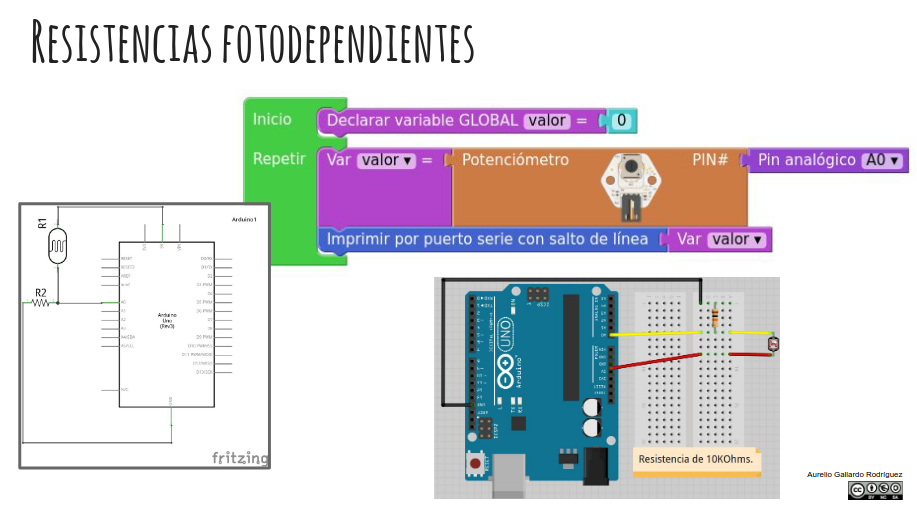 Resistencias fotodependientes
Inicio
Declarar variable GLOBAL valor = 0
Repetir
Var valor ▾ = Potenciómetro PIN# Pin analógico A0 ▾
Imprimir por puerto serie con salto de línea Var valor ▾
R1
Arduino1
R2
Arduino
Uno
(Rev3)
fritzing
UNO
Arduino
Resistencia de 10KOhms.
Aurelio Gallardo Rodríguez